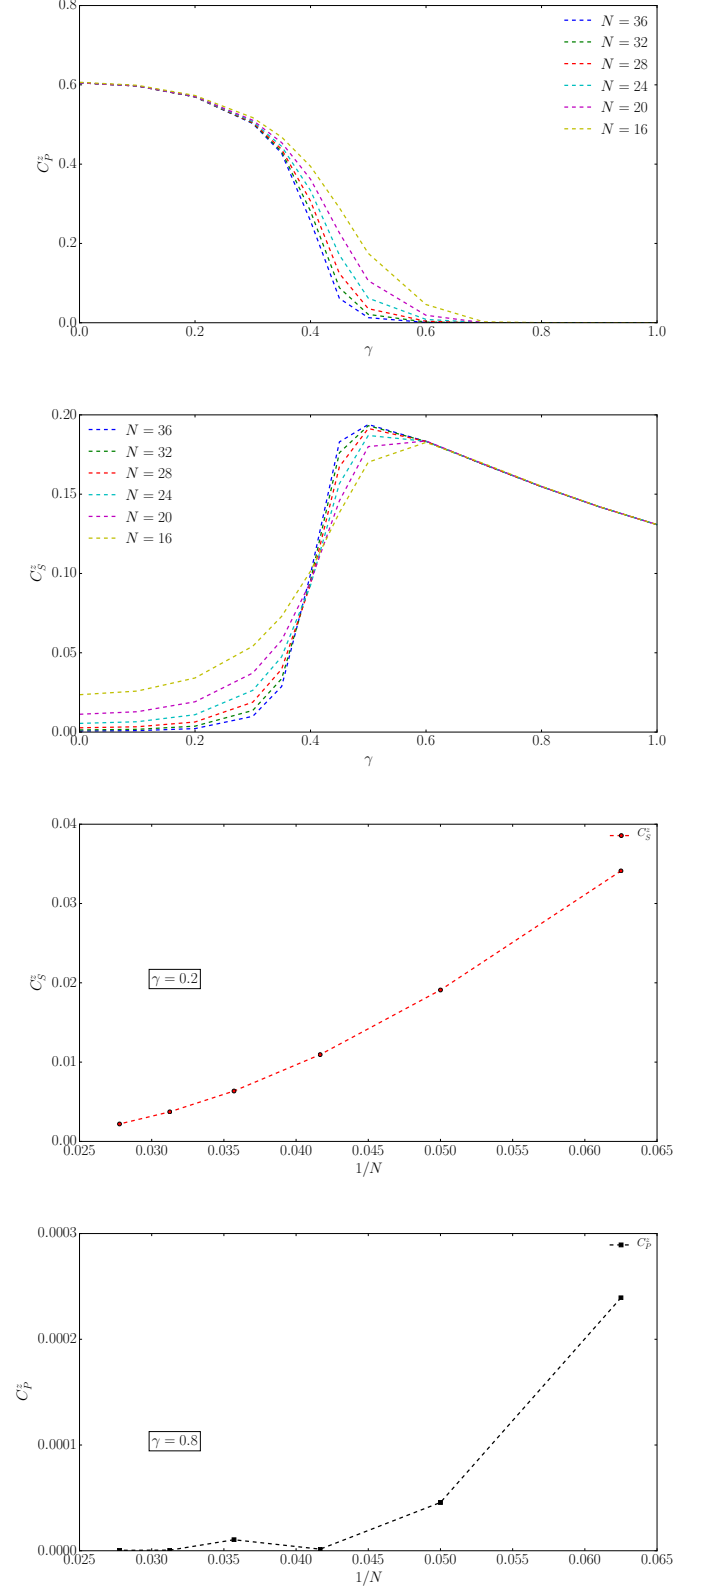 0.8
0.6
0.4
0.2
0.0
C_P^z
N = 36
N = 32
N = 28
N = 24
N = 20
N = 16
0.0 0.2 0.4 0.6 0.8 1.0
γ
0.20
0.15
0.10
0.05
0.00
C_S^z
N = 36
N = 32
N = 28
N = 24
N = 20
N = 16
0.0 0.2 0.4 0.6 0.8 1.0
γ
0.04
0.03
0.02
0.01
0.00
C_S^z
C_S^z
γ = 0.2
0.025 0.030 0.035 0.040 0.045 0.050 0.055 0.060 0.065
1/N
0.0003
0.0002
0.0001
0.0000
C_P^z
C_P^z
γ = 0.8
0.025 0.030 0.035 0.040 0.045 0.050 0.055 0.060 0.065
1/N